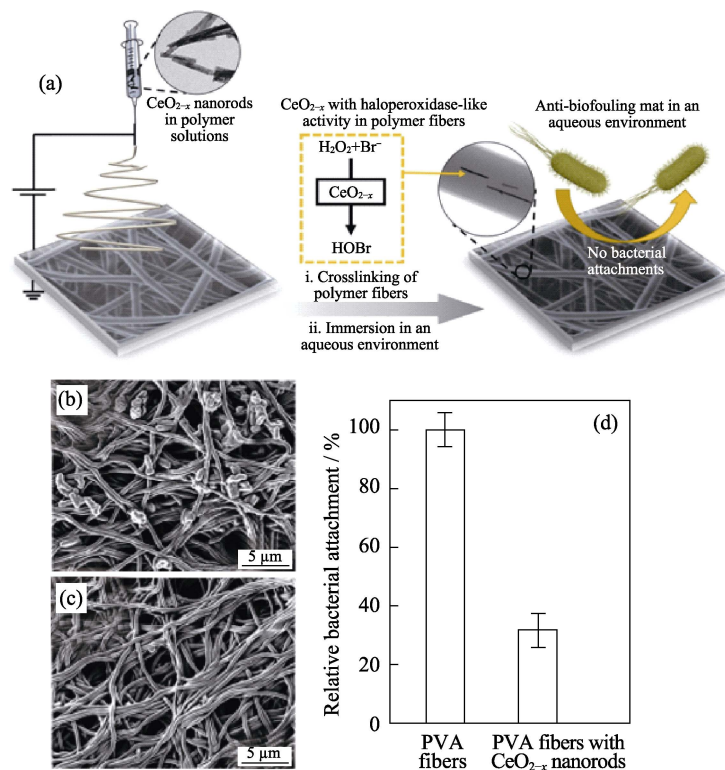 (a)
CeO₂₋ₓ nanorods
in polymer
solutions
CeO₂₋ₓ with haloperoxidase-like
activity in polymer fibers
H₂O₂+Br⁻
CeO₂₋ₓ
HOBr
i. Crosslinking of
polymer fibers
ii. Immersion in an
aqueous environment
Anti-biofouling mat in an
aqueous environment
No bacterial
attachments
(b)
5 μm
(c)
5 μm
(d)
Relative bacterial attachment / %
100
80
60
40
20
0
PVA
fibers
PVA fibers with
CeO₂₋ₓ nanorods